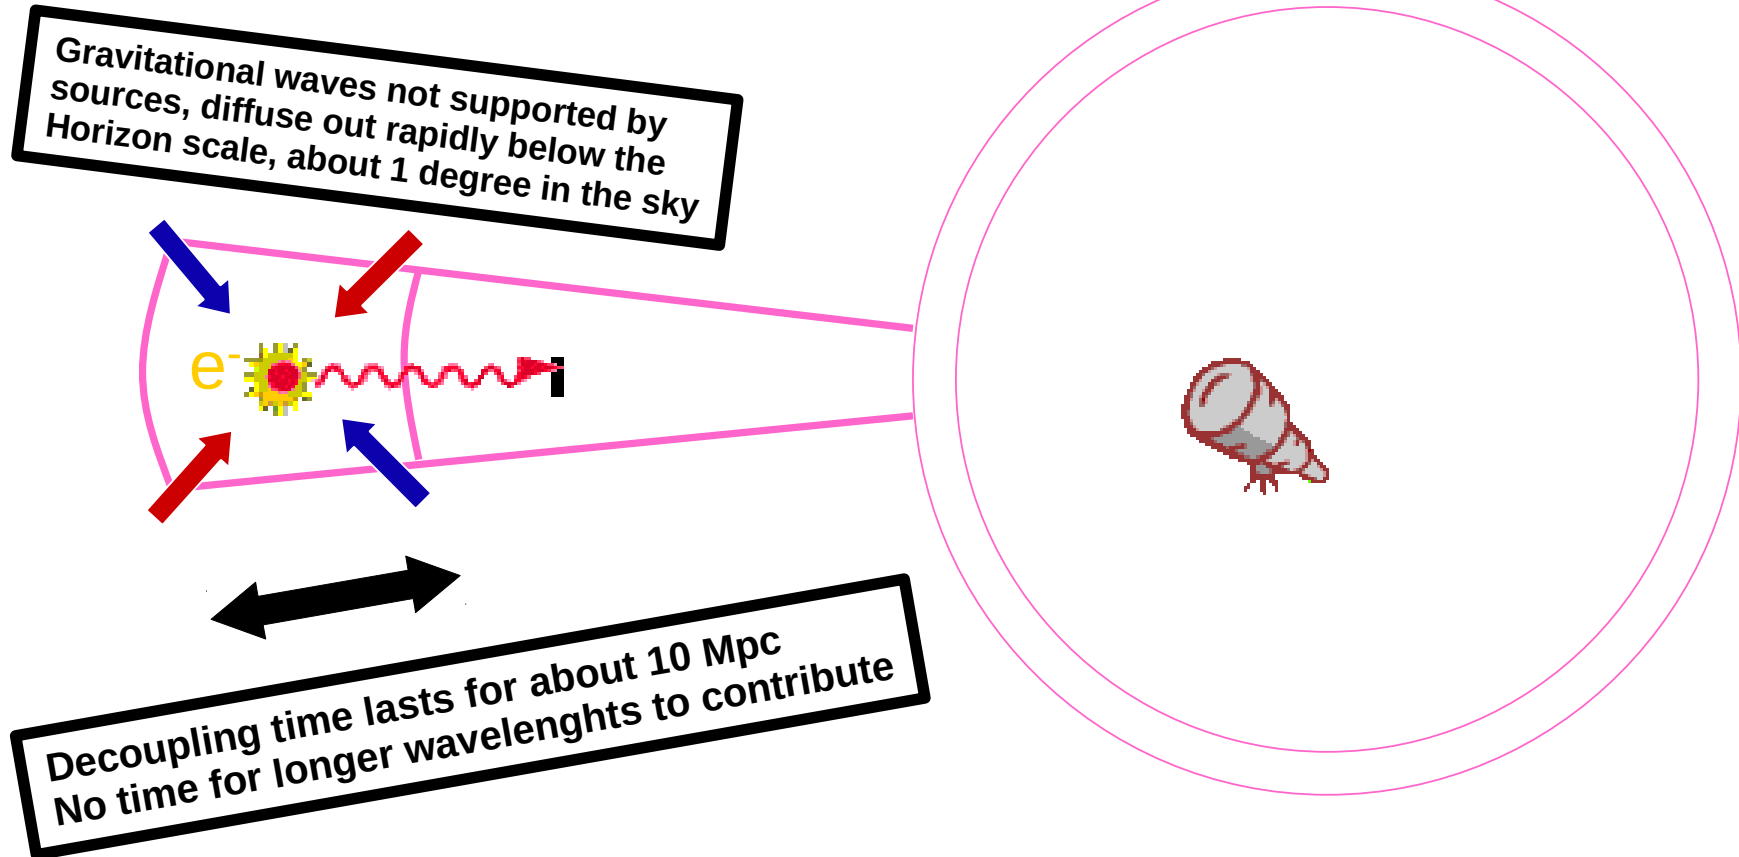 Gravitational waves not supported by
sources, diffuse out rapidly below the
Horizon scale, about 1 degree in the sky
e-
Decoupling time lasts for about 10 Mpc
No time for longer wavelenghts to contribute